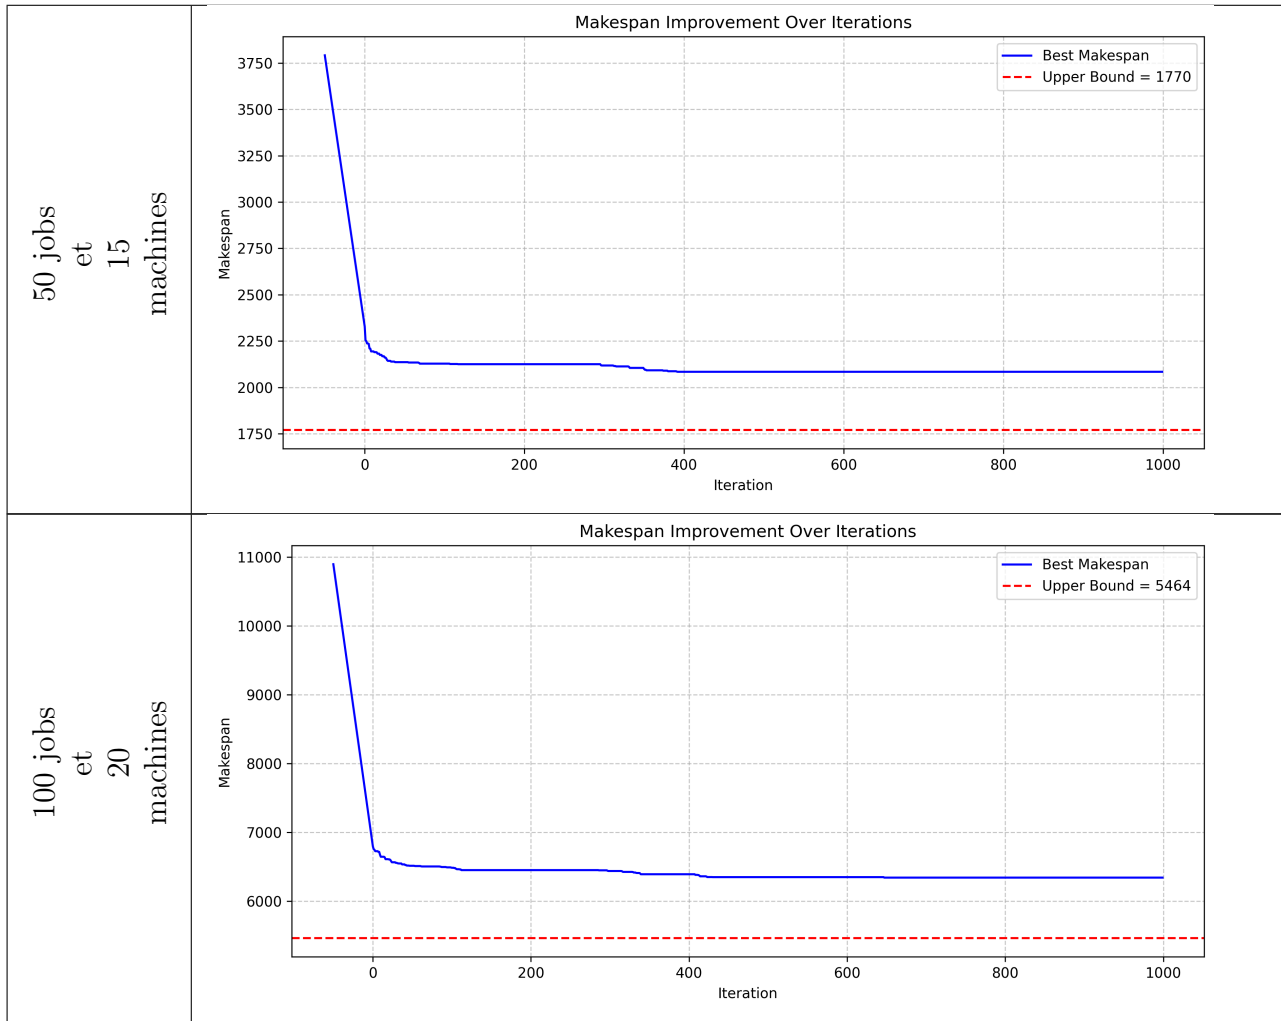 50 jobs
et
15
machines
Makespan Improvement Over Iterations
Best Makespan
Upper Bound = 1770
Makespan
3750
3500
3250
3000
2750
2500
2250
2000
1750
0 200 400 600 800 1000
Iteration
100 jobs
et
20
machines
Makespan Improvement Over Iterations
Best Makespan
Upper Bound = 5464
Makespan
11000
10000
9000
8000
7000
6000
0 200 400 600 800 1000
Iteration